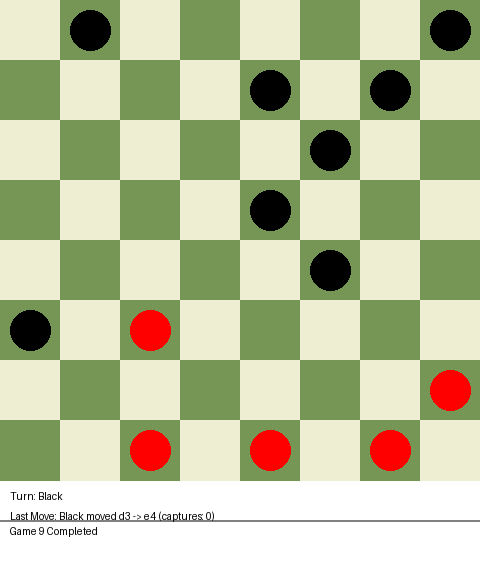 Turn: Black
Last Move: Black moved d3 -> e4 (captures: 0)
Game 9 Completed